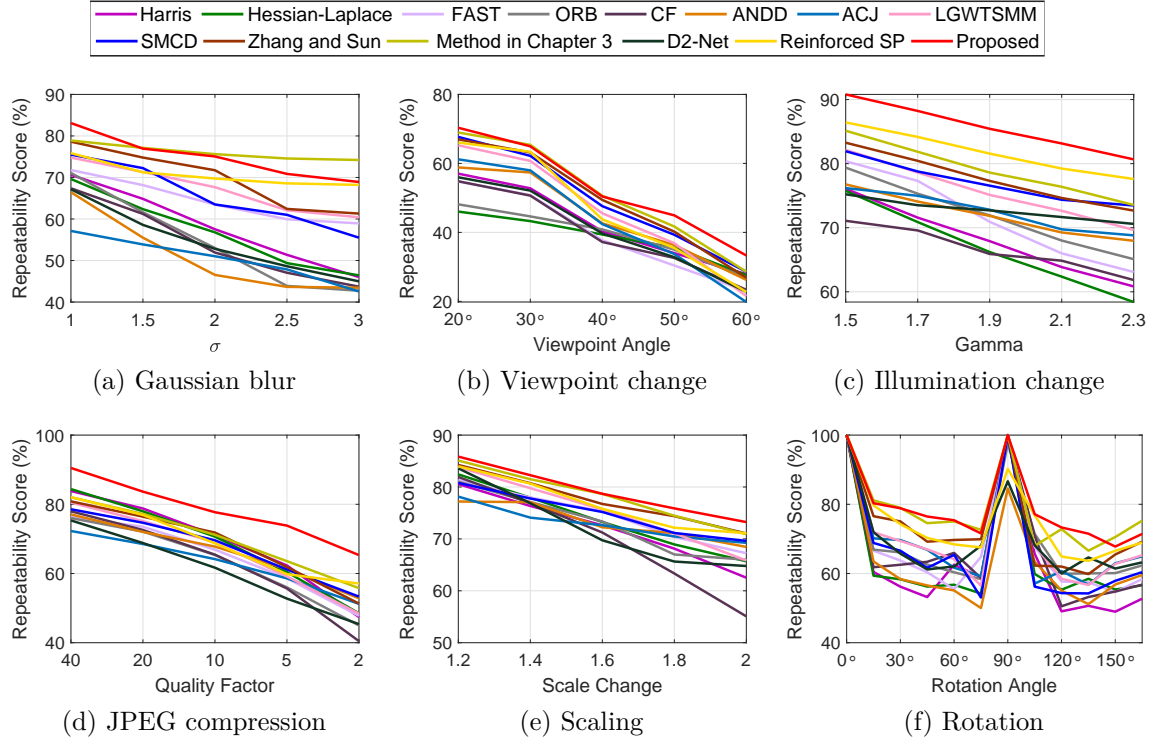 Harris Hessian-Laplace FAST ORB CF ANDD ACJ LGWTSMM
SMCD Zhang and Sun Method in Chapter 3 D2-Net Reinforced SP Proposed
Repeatability Score (%)
90
80
70
60
50
40
1 1.5 2 2.5 3
σ
(a) Gaussian blur
Repeatability Score (%)
80
60
40
20
20° 30° 40° 50° 60°
Viewpoint Angle
(b) Viewpoint change
Repeatability Score (%)
90
80
70
60
1.5 1.7 1.9 2.1 2.3
Gamma
(c) Illumination change
Repeatability Score (%)
100
80
60
40
40 20 10 5 2
Quality Factor
(d) JPEG compression
Repeatability Score (%)
90
80
70
60
50
1.2 1.4 1.6 1.8 2
Scale Change
(e) Scaling
Repeatability Score (%)
100
80
60
40
0° 30° 60° 90° 120° 150°
Rotation Angle
(f) Rotation